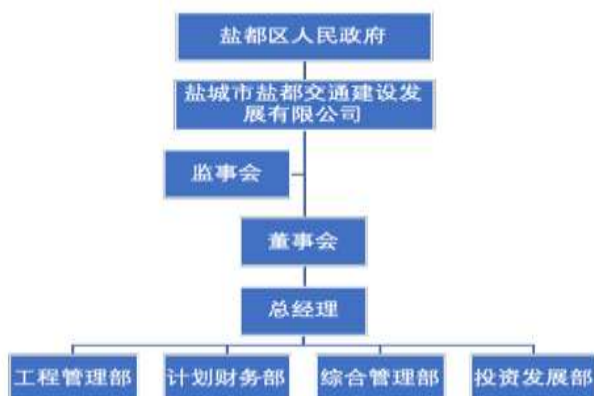 盐都区人民政府
盐城市盐都交通建设发
展有限公司
监事会
董事会
总经理
工程管理部
计划财务部
综合管理部
投资发展部